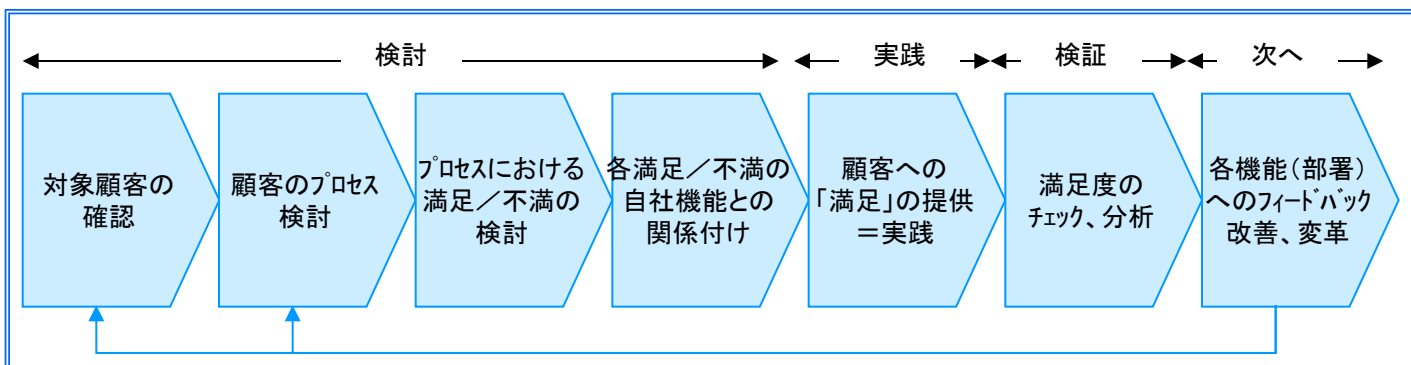 検討
実践
検証
次へ
対象顧客の
確認
顧客のプロセス
検討
プロセスにおける
満足／不満の
検討
各満足／不満の
自社機能との
関係付け
顧客への
「満足」の提供
＝実践
満足度の
チェック、分析
各機能（部署）
へのフィードバック
改善、変革